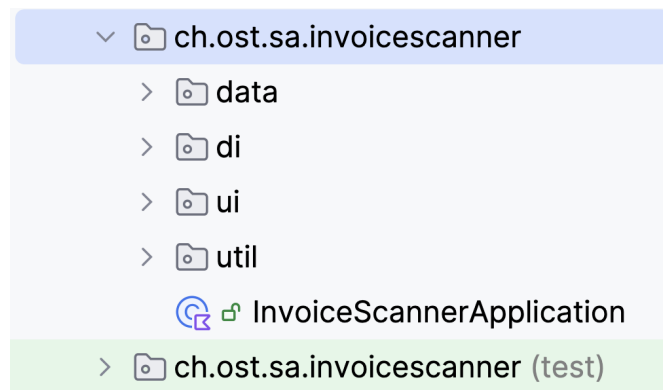 ch.ost.sa.invoicescanner
data
di
ui
util
InvoiceScannerApplication
ch.ost.sa.invoicescanner (test)